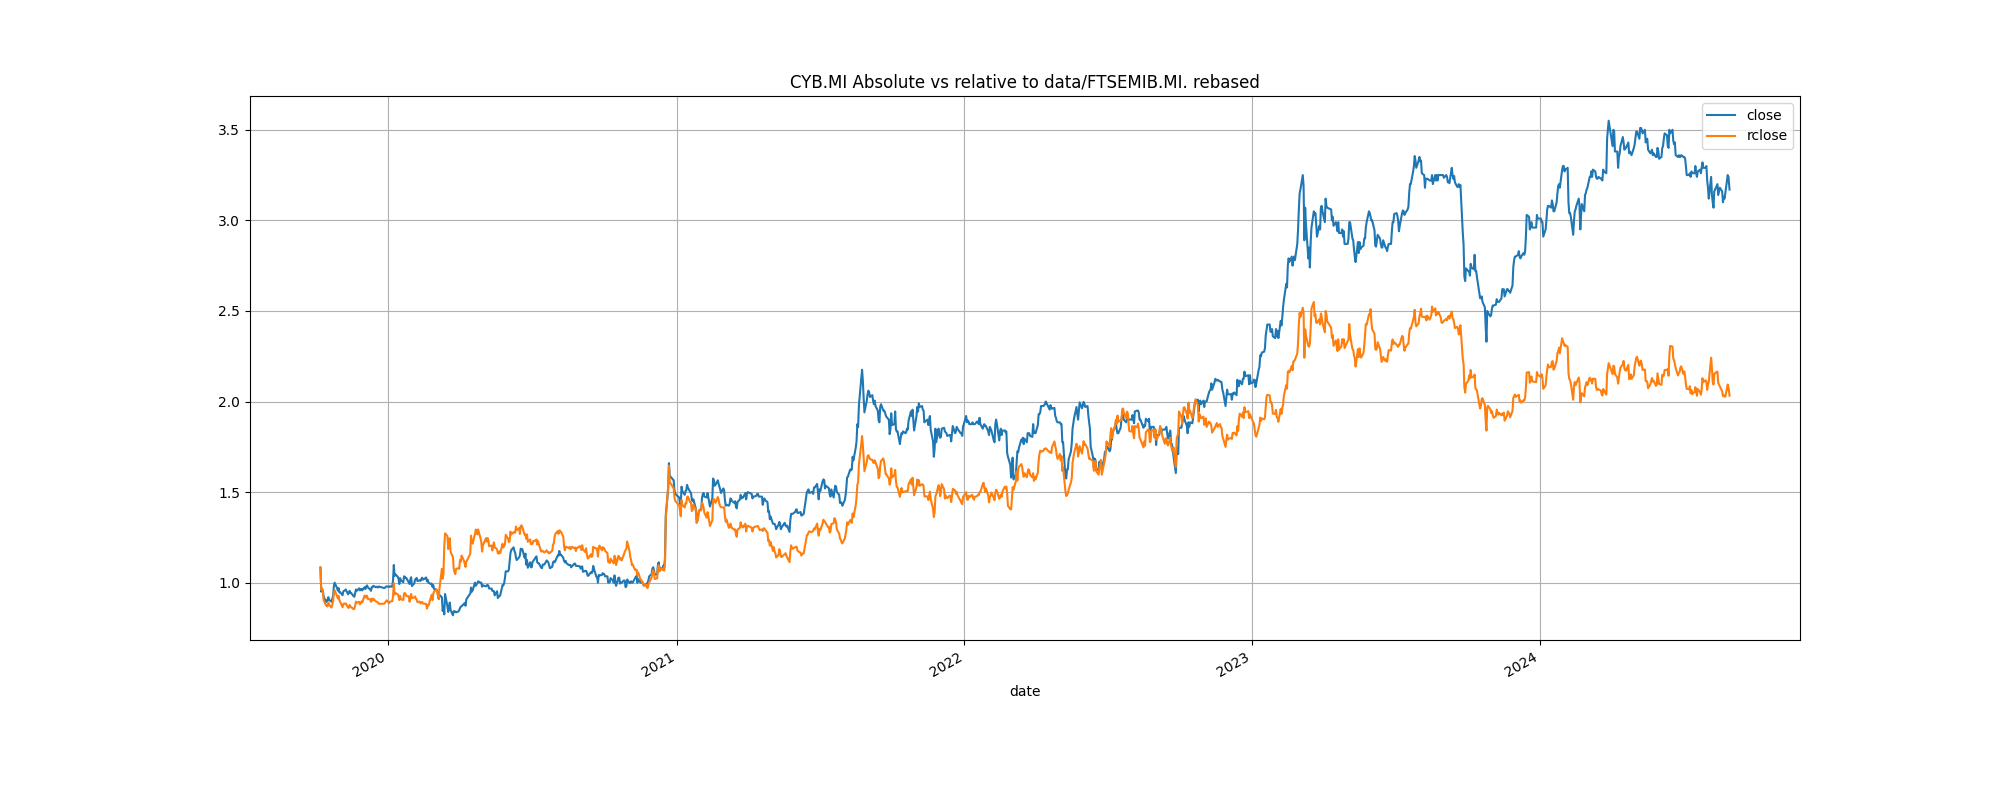 CYB.MI Absolute vs relative to data/FTSEMIB.MI. rebased
close
rclose
3.5
3.0
2.5
2.0
1.5
1.0
2020
2021
2022
2023
2024
date